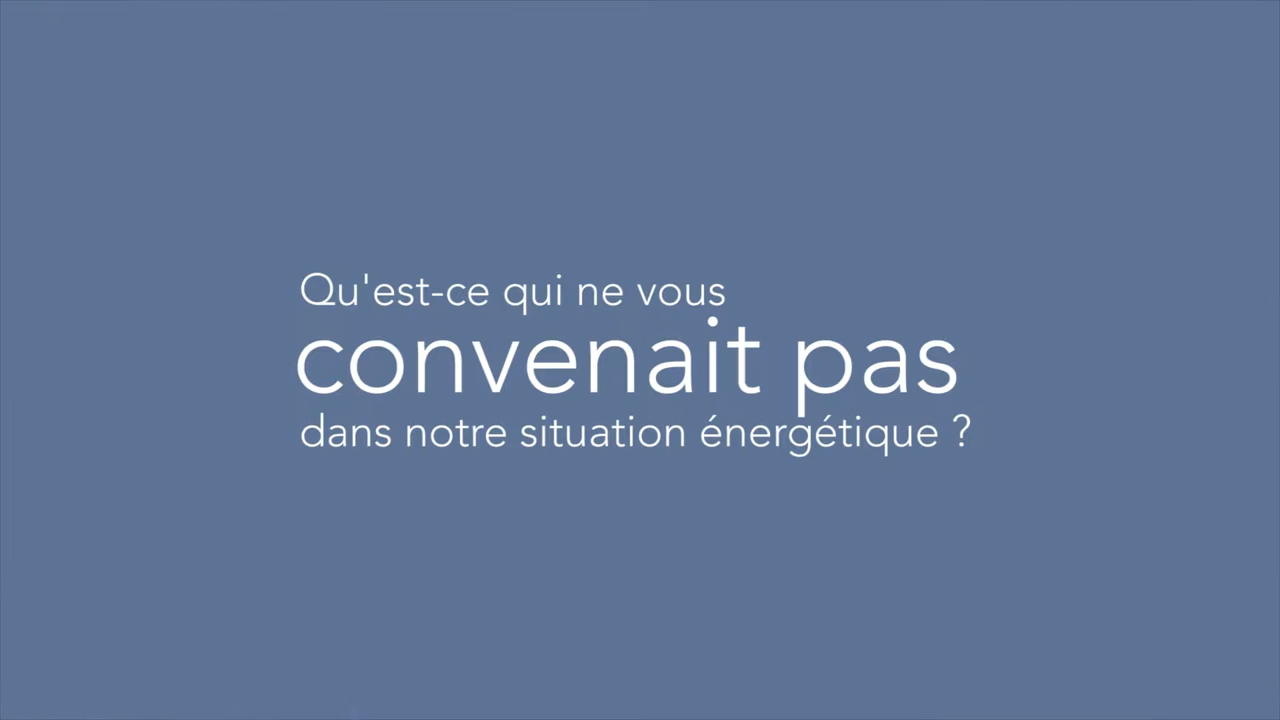 Qu'est-ce qui ne vous
convenait pas
dans notre situation énergétique ?